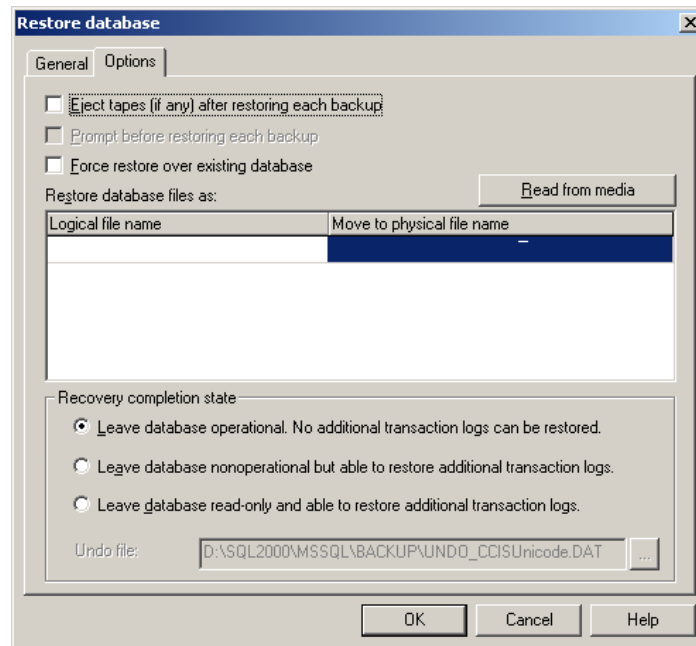 Restore database
General Options
Eject tapes (if any) after restoring each backup
Prompt before restoring each backup
Force restore over existing database
Restore database files as:
Read from media
Logical file name Move to physical file name
Recovery completion state
Leave database operational. No additional transaction logs can be restored.
Leave database nonoperational but able to restore additional transaction logs.
Leave database read-only and able to restore additional transaction logs.
Undo file: D:\SQL2000\MSSQL\BACKUP\UNDO_CCISUnicode.DAT ...
OK Cancel Help